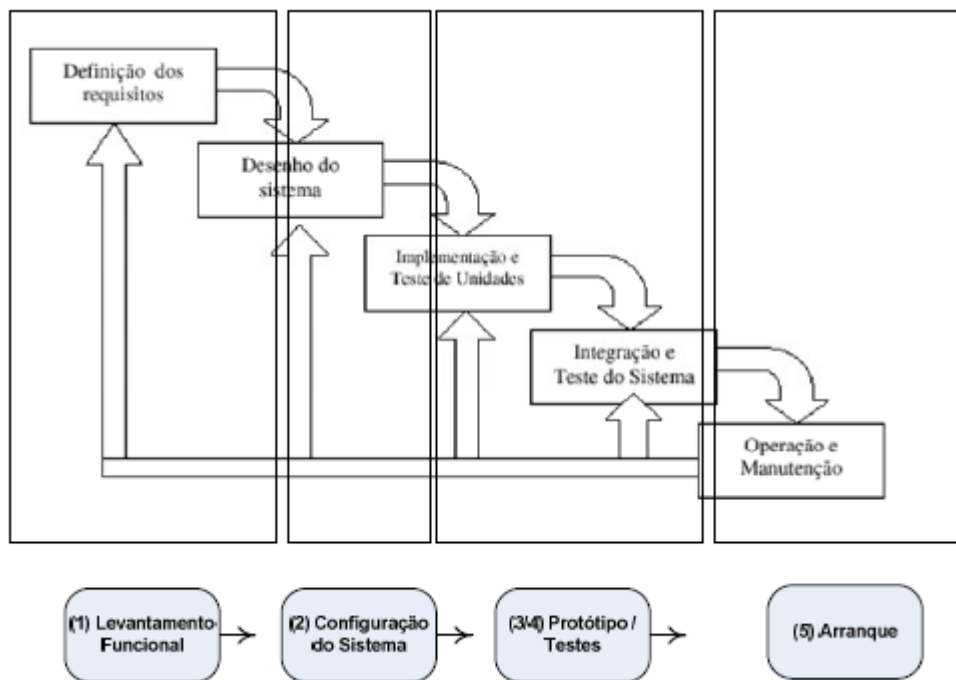 Definição dos
requisitos
Desenho do
sistema
Implementação e
Teste de Unidades
Integração e
Teste do Sistema
Operação e
Manutenção
(1) Levantamento
Funcional
(2) Configuração
do Sistema
(3/4) Protótipo /
Testes
(5) Arranque